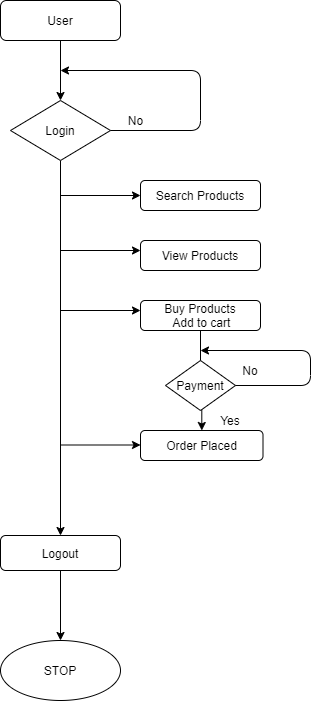 User
Login
No
Search Products
View Products
Buy Products
Add to cart
Payment
No
Yes
Order Placed
Logout
STOP